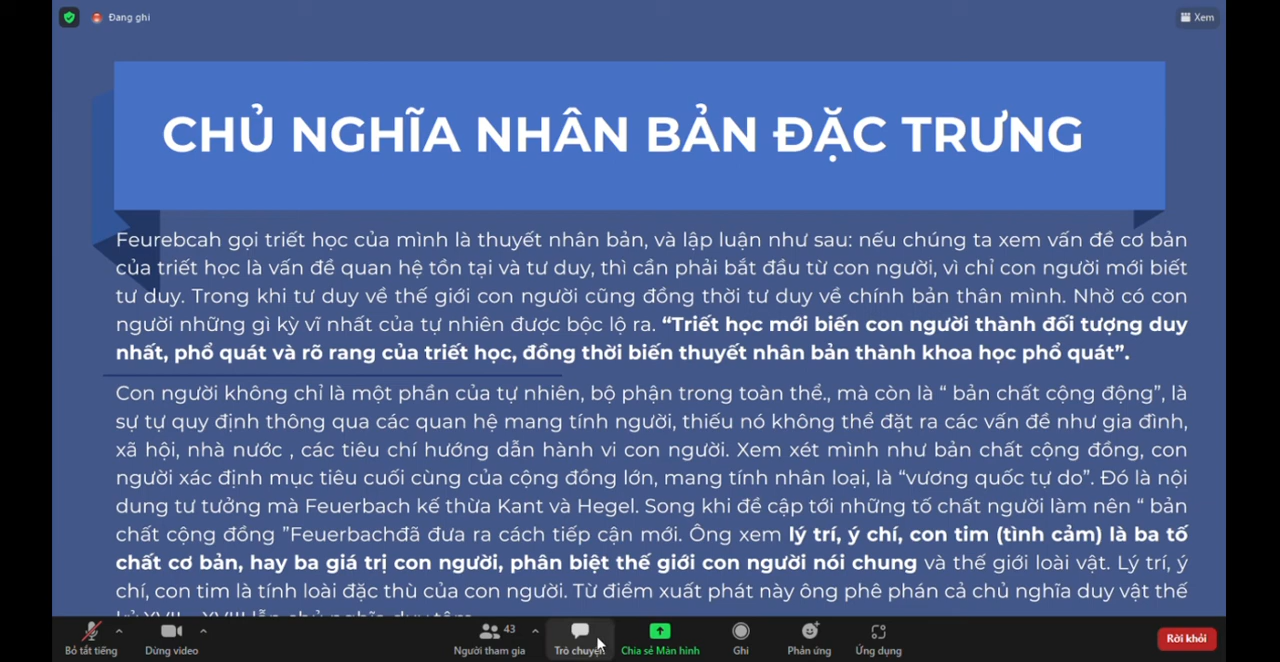 Đang ghi
Xem
CHỦ NGHĨA NHÂN BẢN ĐẶC TRƯNG
Feurebcah gọi triết học của mình là thuyết nhân bản, và lập luận như sau: nếu chúng ta xem vấn đề cơ bản
của triết học là vấn đề quan hệ tồn tại và tư duy, thì cần phải bắt đầu từ con người, vì chỉ con người mới biết
tư duy. Trong khi tư duy về thế giới con người cũng đồng thời tư duy về chính bản thân mình. Nhờ có con
người những gì kỳ vĩ nhất của tự nhiên được bộc lộ ra. “Triết học mới biến con người thành đối tượng duy
nhất, phổ quát và rõ rang của triết học, đồng thời biến thuyết nhân bản thành khoa học phổ quát”.
Con người không chỉ là một phần của tự nhiên, bộ phận trong toàn thể., mà còn là “ bản chất cộng động”, là
sự tự quy định thông qua các quan hệ mang tính người, thiếu nó không thể đặt ra các vấn đề như gia đình,
xã hội, nhà nước , các tiêu chí hướng dẫn hành vi con người. Xem xét mình như bản chất cộng đồng, con
người xác định mục tiêu cuối cùng của cộng đồng lớn, mang tính nhân loại, là “vương quốc tự do”. Đó là nội
dung tư tưởng mà Feuerbach kế thừa Kant và Hegel. Song khi đề cập tới những tố chất người làm nên “ bản
chất cộng đồng ”Feuerbachđã đưa ra cách tiếp cận mới. Ông xem lý trí, ý chí, con tim (tình cảm) là ba tố
chất cơ bản, hay ba giá trị con người, phân biệt thế giới con người nói chung và thế giới loài vật. Lý trí, ý
chí, con tim là tính loài đặc thù của con người. Từ điểm xuất phát này ông phê phán cả chủ nghĩa duy vật thế
Bỏ tắt tiếng
Dừng video
43
Người tham gia
Trò chuyện
Chia sẻ Màn hình
Ghi
Phản ứng
Ứng dụng
Rời khỏi